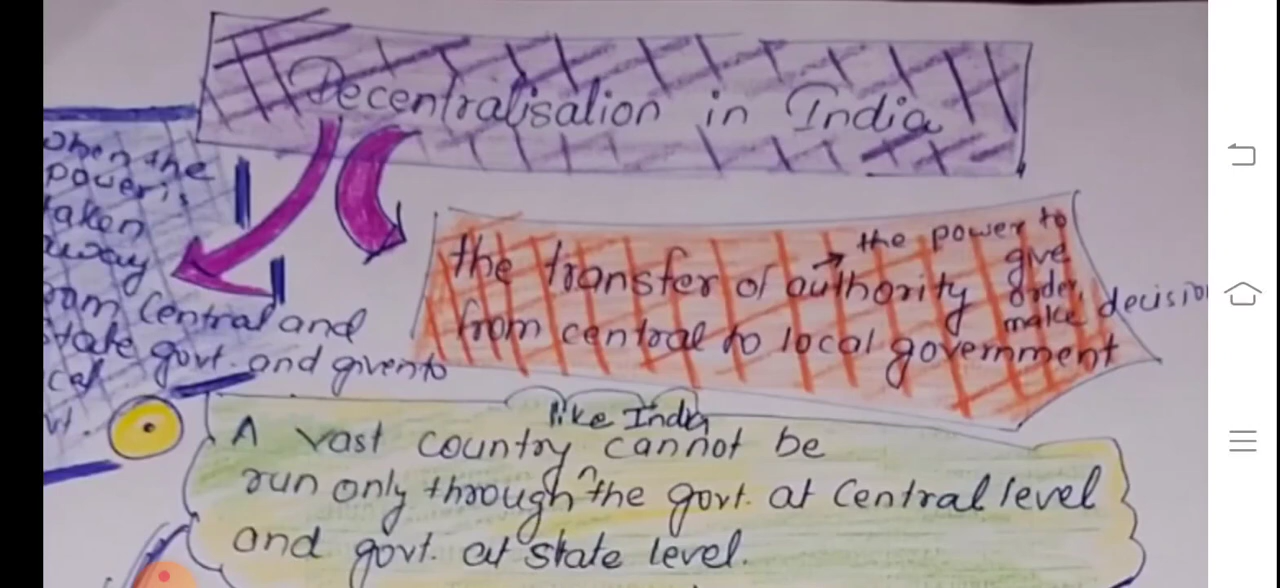 Decentralisation in India
when the
power is
taken
away
from Central and
state govt. and given to
local
govt.
the transfer of authority
from central to local government
→ the power to
give
order,
make decision
like India
A vast country ^ cannot be
run only through the govt. at Central level
and govt. at state level.